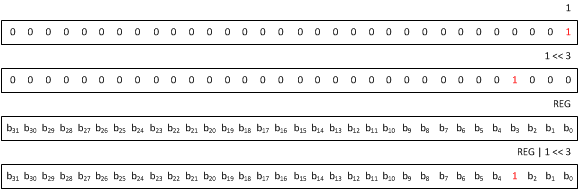 1
0 0 0 0 0 0 0 0 0 0 0 0 0 0 0 0 0 0 0 0 0 0 0 0 0 0 0 0 0 0 0 1
1 << 3
0 0 0 0 0 0 0 0 0 0 0 0 0 0 0 0 0 0 0 0 0 0 0 0 0 0 0 0 1 0 0 0
REG
b₃₁ b₃₀ b₂₉ b₂₈ b₂₇ b₂₆ b₂₅ b₂₄ b₂₃ b₂₂ b₂₁ b₂₀ b₁₉ b₁₈ b₁₇ b₁₆ b₁₅ b₁₄ b₁₃ b₁₂ b₁₁ b₁₀ b₉ b₈ b₇ b₆ b₅ b₄ b₃ b₂ b₁ b₀
REG | 1 << 3
b₃₁ b₃₀ b₂₉ b₂₈ b₂₇ b₂₆ b₂₅ b₂₄ b₂₃ b₂₂ b₂₁ b₂₀ b₁₉ b₁₈ b₁₇ b₁₆ b₁₅ b₁₄ b₁₃ b₁₂ b₁₁ b₁₀ b₉ b₈ b₇ b₆ b₅ b₄ 1 b₂ b₁ b₀